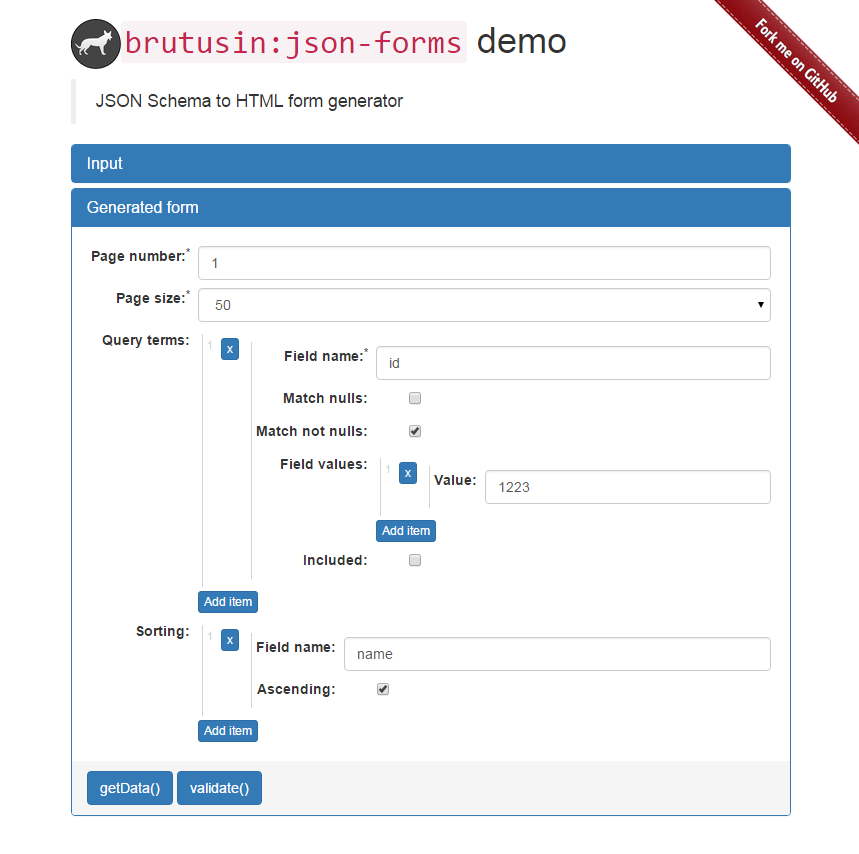 brutusin:json-forms demo
Fork me on GitHub
JSON Schema to HTML form generator
Input
Generated form
Page number:* 1
Page size:* 50
Query terms: 1 x
Field name:* id
Match nulls:
Match not nulls:
Field values: 1 x Value: 1223
Add item
Included:
Add item
Sorting: 1 x
Field name: name
Ascending:
Add item
getData() validate()